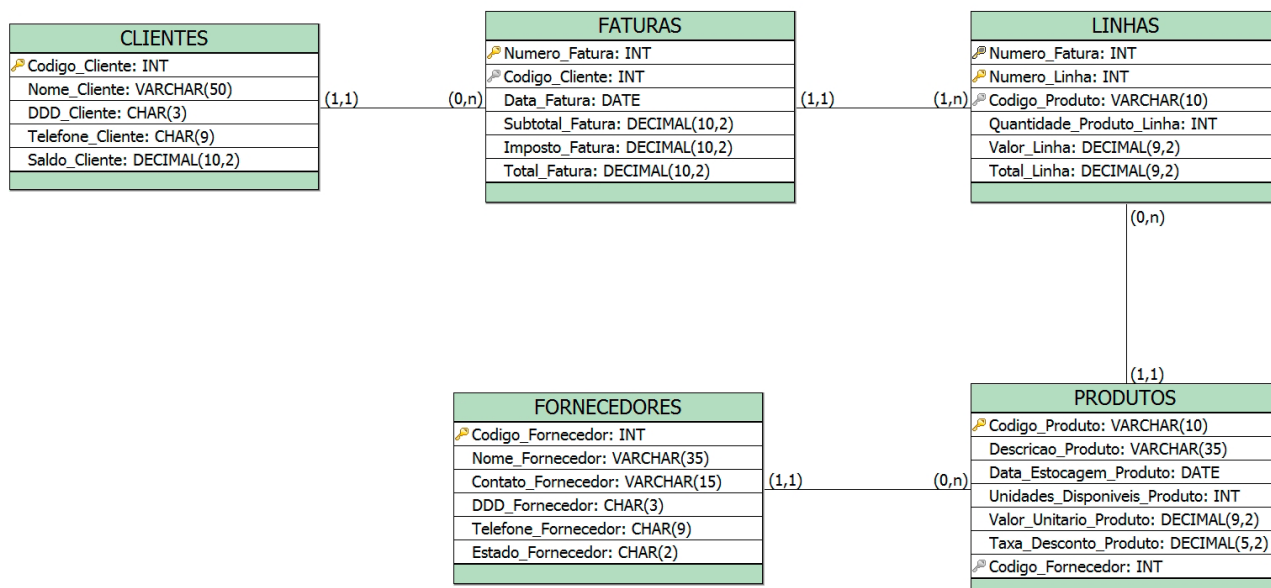 CLIENTES
Codigo_Cliente: INT
Nome_Cliente: VARCHAR(50)
DDD_Cliente: CHAR(3)
Telefone_Cliente: CHAR(9)
Saldo_Cliente: DECIMAL(10,2)
(1,1)
(0,n)
FATURAS
Numero_Fatura: INT
Codigo_Cliente: INT
Data_Fatura: DATE
Subtotal_Fatura: DECIMAL(10,2)
Imposto_Fatura: DECIMAL(10,2)
Total_Fatura: DECIMAL(10,2)
(1,1)
(1,n)
LINHAS
Numero_Fatura: INT
Numero_Linha: INT
Codigo_Produto: VARCHAR(10)
Quantidade_Produto_Linha: INT
Valor_Linha: DECIMAL(9,2)
Total_Linha: DECIMAL(9,2)
(0,n)
(1,1)
FORNECEDORES
Codigo_Fornecedor: INT
Nome_Fornecedor: VARCHAR(35)
Contato_Fornecedor: VARCHAR(15)
DDD_Fornecedor: CHAR(3)
Telefone_Fornecedor: CHAR(9)
Estado_Fornecedor: CHAR(2)
(1,1)
(0,n)
PRODUTOS
Codigo_Produto: VARCHAR(10)
Descricao_Produto: VARCHAR(35)
Data_Estocagem_Produto: DATE
Unidades_Disponiveis_Produto: INT
Valor_Unitario_Produto: DECIMAL(9,2)
Taxa_Desconto_Produto: DECIMAL(5,2)
Codigo_Fornecedor: INT